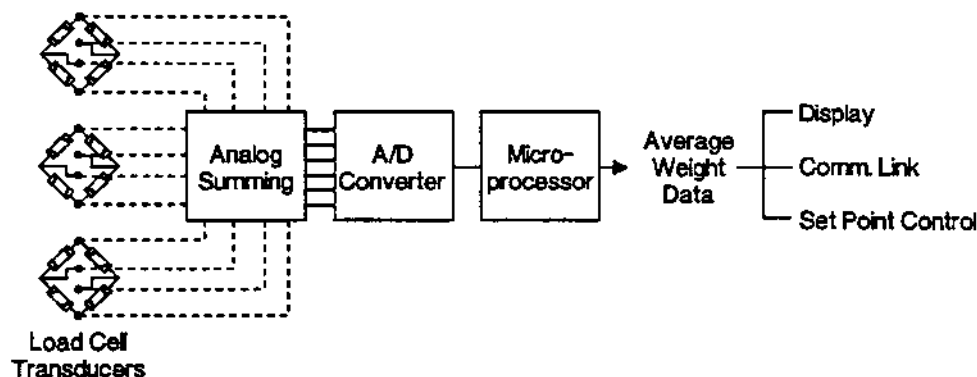 Analog
Summing
A/D
Converter
Micro-
processor
Average
Weight
Data
Display
Comm. Link
Set Point Control
Load Cell
Transducers